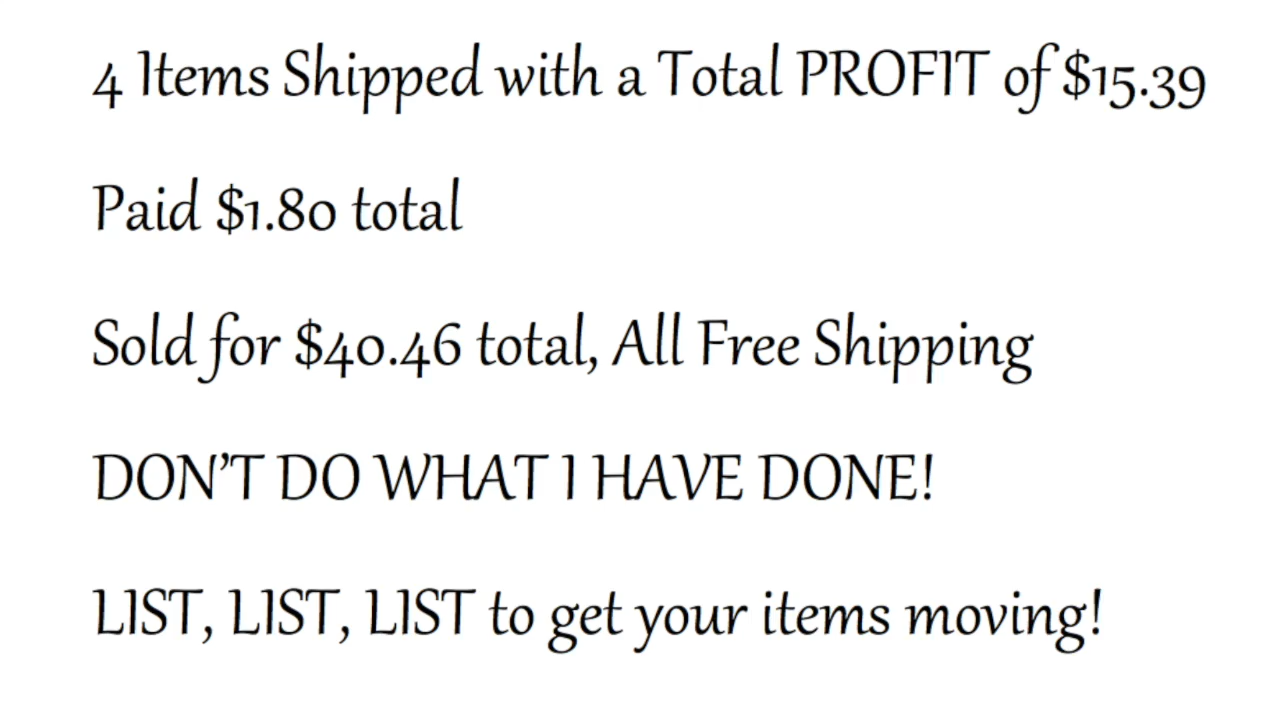 4 Items Shipped with a Total PROFIT of $15.39
Paid $1.80 total
Sold for $40.46 total, All Free Shipping
DON’T DO WHAT I HAVE DONE!
LIST, LIST, LIST to get your items moving!